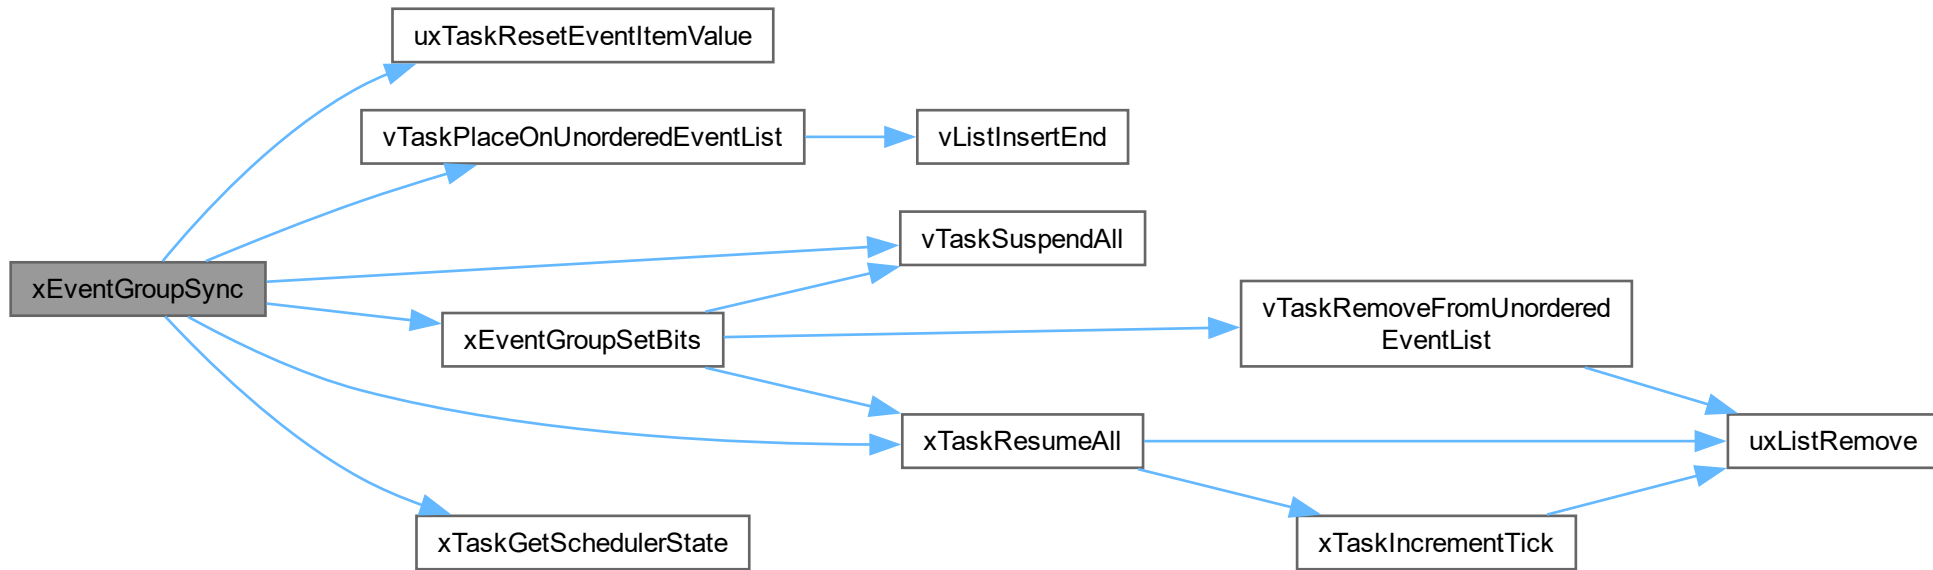 uxTaskResetEventItemValue
vTaskPlaceOnUnorderedEventList
vListInsertEnd
vTaskSuspendAll
xEventGroupSync
xEventGroupSetBits
vTaskRemoveFromUnordered
EventList
xTaskResumeAll
uxListRemove
xTaskGetSchedulerState
xTaskIncrementTick